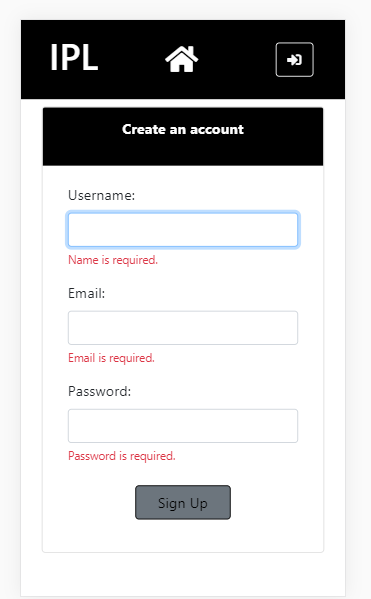 IPL
Create an account
Username:
Name is required.
Email:
Email is required.
Password:
Password is required.
Sign Up